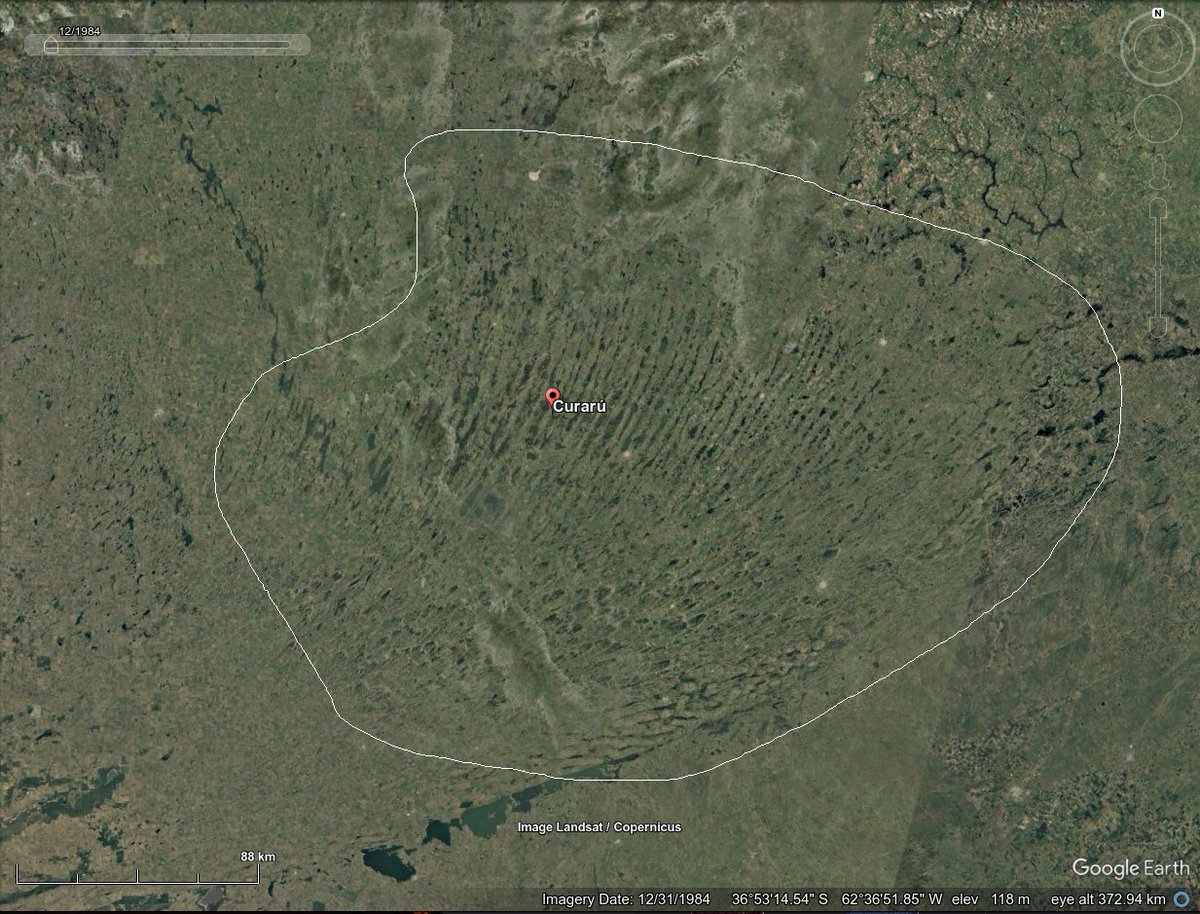 12/1984
N
Curarú
Image Landsat / Copernicus
88 km
Google Earth
Imagery Date: 12/31/1984 36°53'14.54" S 62°36'51.85" W elev 118 m eye alt 372.94 km